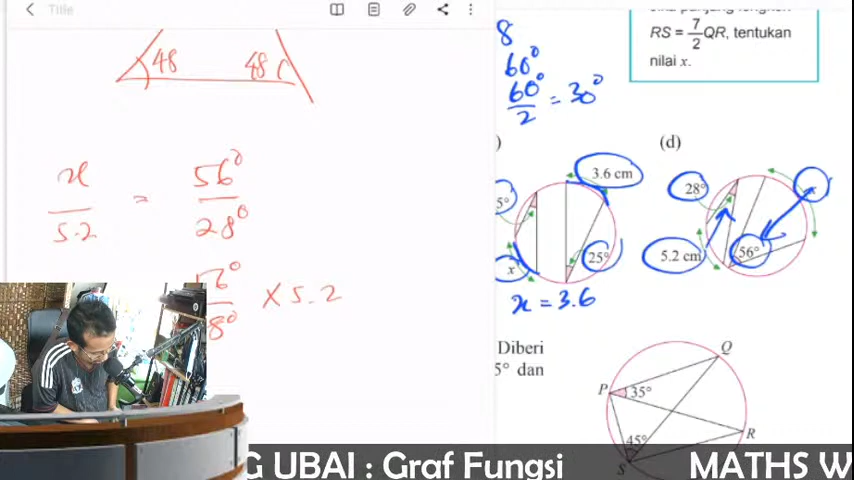 Title
48 48
x/5.2 = 56°/28°
× 5.2
8
60°
60°/2 = 30°
RS = 7/2 QR, tentukan
nilai x.
(d)
3.6 cm
28°
5.2 cm
56°
25°
x
x = 3.6
Diberi
5° dan
Q
P
35°
R
45°
S
G UBAI : Graf Fungsi MATHS W